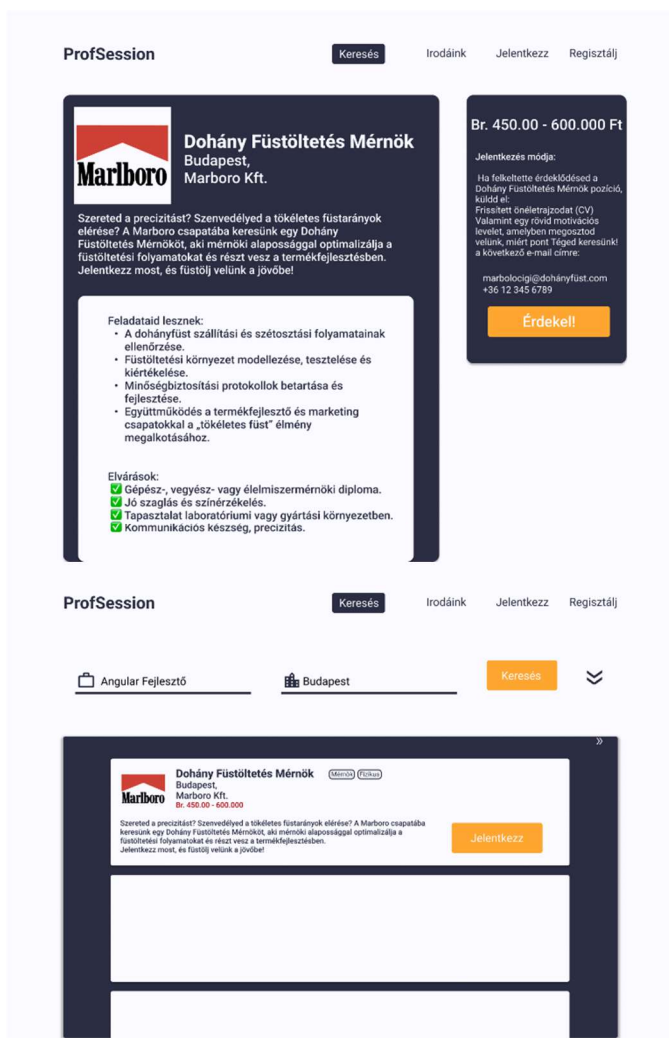 ProfSession
Keresés
Irodáink
Jelentkezz
Regisztálj
Marlboro
Dohány Füstöltetés Mérnök
Budapest,
Marboro Kft.
Szereted a precizitást? Szenvedélyed a tökéletes füstarányok
elérése? A Marboro csapatába keresünk egy Dohány
Füstöltetés Mérnököt, aki mérnöki alapossággal optimalizálja a
füstöltetési folyamatokat és részt vesz a termékfejlesztésben.
Jelentkezz most, és füstölj velünk a jövőbe!
Feladataid lesznek:
• A dohányfüst szállítási és szétosztási folyamatainak
ellenőrzése.
• Füstöltetési környezet modellezése, tesztelése és
kiértékelése.
• Minőségbiztosítási protokollok betartása és
fejlesztése.
• Együttműködés a termékfejlesztő és marketing
csapatokkal a „tökéletes füst” élmény
megalkotásához.
Elvárások:
✅ Gépész-, vegyész- vagy élelmiszermérnöki diploma.
✅ Jó szaglás és színérzékelés.
✅ Tapasztalat laboratóriumi vagy gyártási környezetben.
✅ Kommunikációs készség, precizitás.
Br. 450.00 - 600.000 Ft
Jelentkezés módja:
Ha felkeltette érdeklődésed a
Dohány Füstöltetés Mérnök pozíció,
küldd el:
Frissített önéletrajzodat (CV)
Valamint egy rövid motivációs
levelet, amelyben megosztod
velünk, miért pont Téged keresünk!
a következő e-mail címre:
marbolocigi@dohányfüst.com
+36 12 345 6789
Érdekel!
ProfSession
Keresés
Irodáink
Jelentkezz
Regisztálj
Angular Fejlesztő
Budapest
Keresés
»
Marlboro
Dohány Füstöltetés Mérnök
Mérnök
Fizikus
Budapest,
Marboro Kft.
Br. 450.00 - 600.000
Szereted a precizitást? Szenvedélyed a tökéletes füstarányok elérése? A Marboro csapatába
keresünk egy Dohány Füstöltetés Mérnököt, aki mérnöki alapossággal optimalizálja a
füstöltetési folyamatokat és részt vesz a termékfejlesztésben.
Jelentkezz most, és füstölj velünk a jövőbe!
Jelentkezz